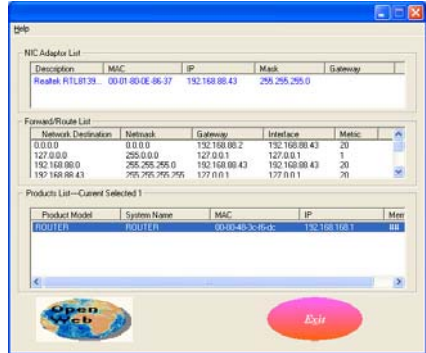 Help
NIC Adaptor List
Description MAC IP Mask Gateway
Realtek RTL8139... 00-01-80-0E-86-37 192.168.88.43 255.255.255.0
Forward/Route List
Network Destination Netmask Gateway Interface Metric
0.0.0.0 0.0.0.0 192.168.88.2 192.168.88.43 20
127.0.0.0 255.0.0.0 127.0.0.1 127.0.0.1 1
192.168.88.0 255.255.255.0 192.168.88.43 192.168.88.43 20
192.168.88.43 255.255.255.255 127.0.0.1 127.0.0.1 20
Products List---Current Selected 1
Product Model System Name MAC IP Mem
ROUTER ROUTER 00-80-48-3c-f6-dc 192.168.168.1 ##
Open Web
Exit